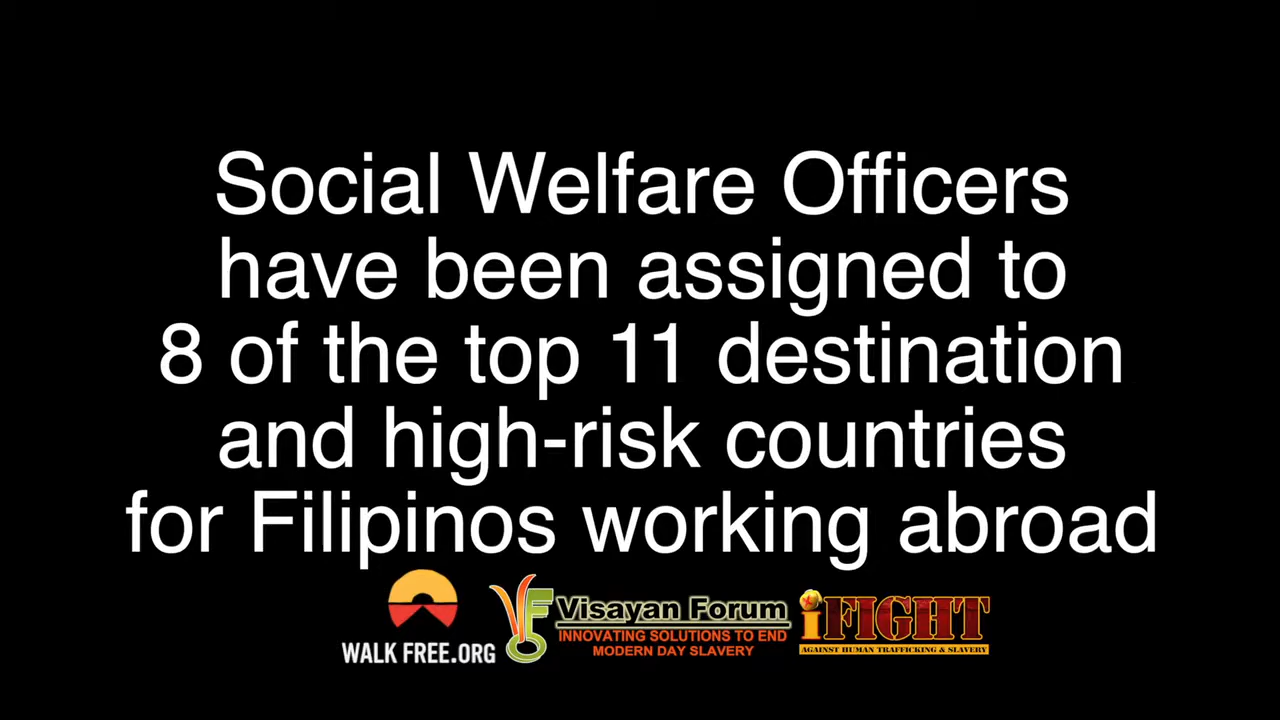 Social Welfare Officers
have been assigned to
8 of the top 11 destination
and high-risk countries
for Filipinos working abroad
WALK FREE.ORG
VF Visayan Forum
INNOVATING SOLUTIONS TO END
MODERN DAY SLAVERY
iFIGHT
AGAINST HUMAN TRAFFICKING & SLAVERY